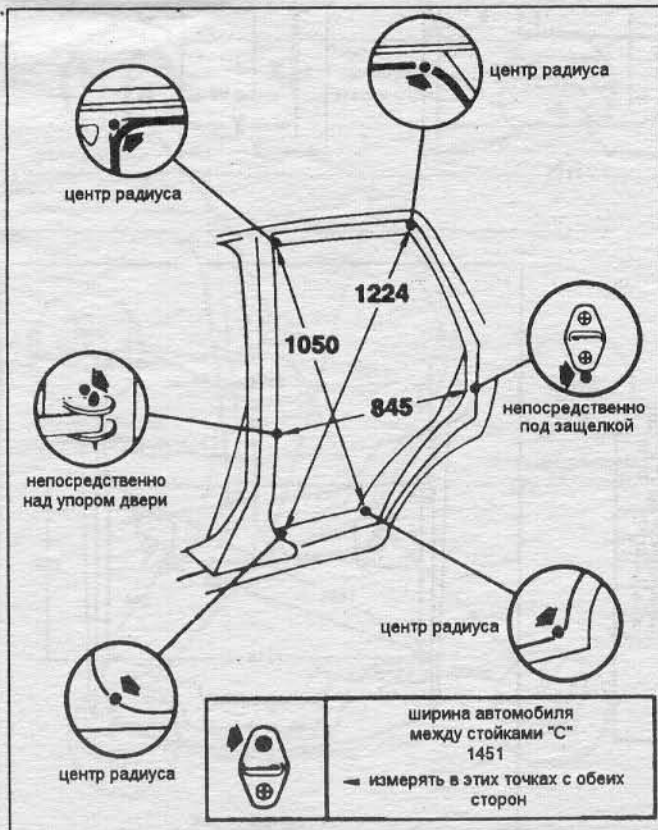 центр радиуса
центр радиуса
1224
1050
845
непосредственно
под защелкой
непосредственно
над упором двери
центр радиуса
центр радиуса
ширина автомобиля
между стойками "С"
1451
измерять в этих точках с обеих
сторон